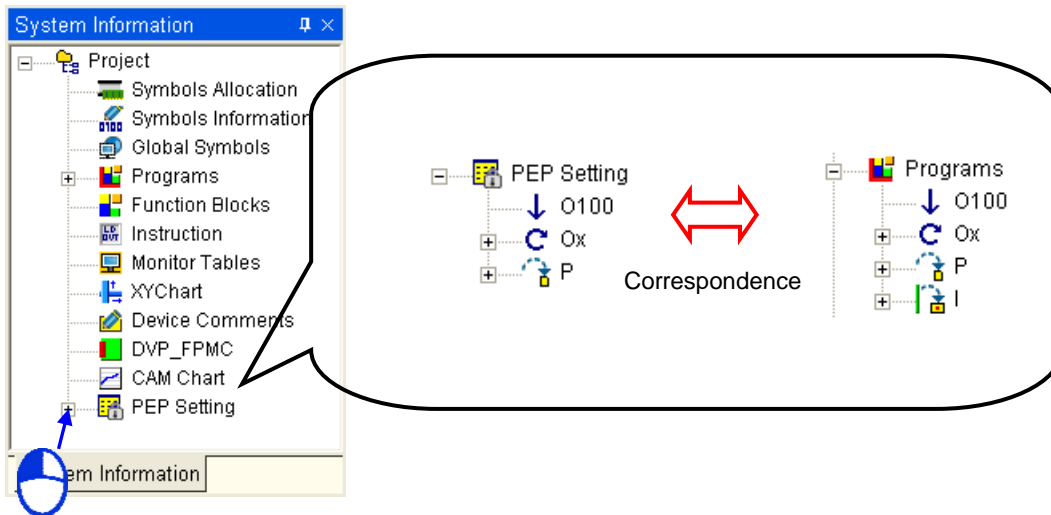 System Information
Project
Symbols Allocation
Symbols Information
Global Symbols
Programs
Function Blocks
Instruction
Monitor Tables
XYChart
Device Comments
DVP_FPMC
CAM Chart
PEP Setting
em Information
PEP Setting
O100
Ox
P
Correspondence
Programs
O100
Ox
P
I